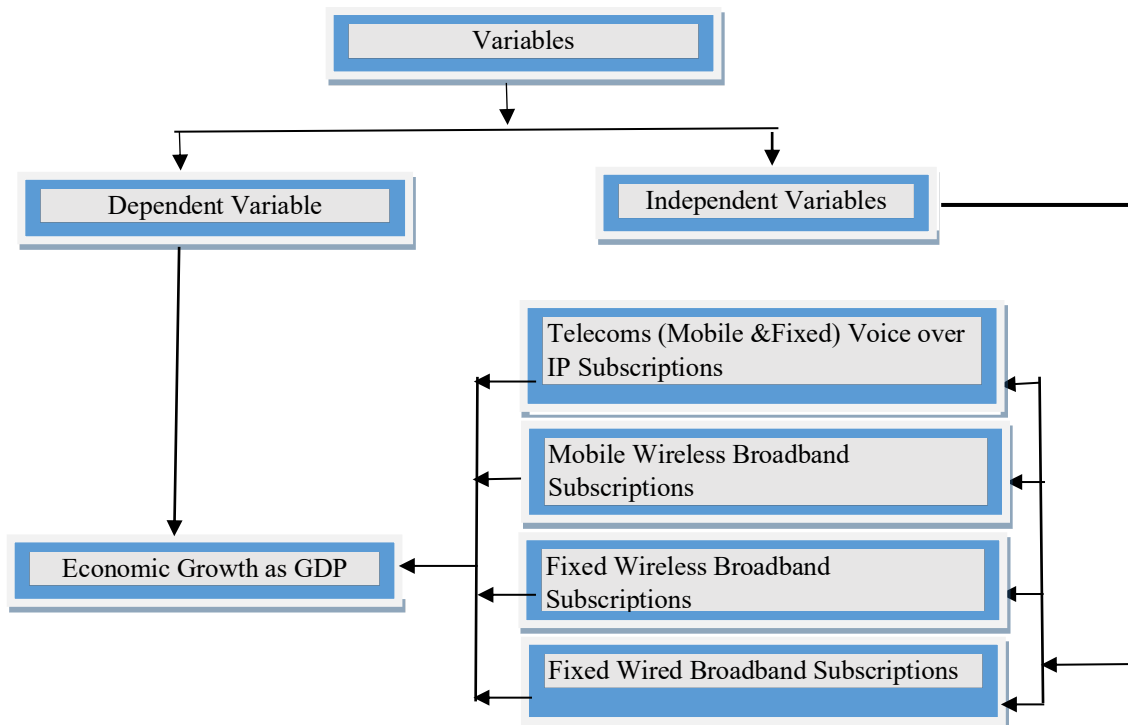 Variables
Dependent Variable
Independent Variables
Telecoms (Mobile &Fixed) Voice over
IP Subscriptions
Mobile Wireless Broadband
Subscriptions
Economic Growth as GDP
Fixed Wireless Broadband
Subscriptions
Fixed Wired Broadband Subscriptions